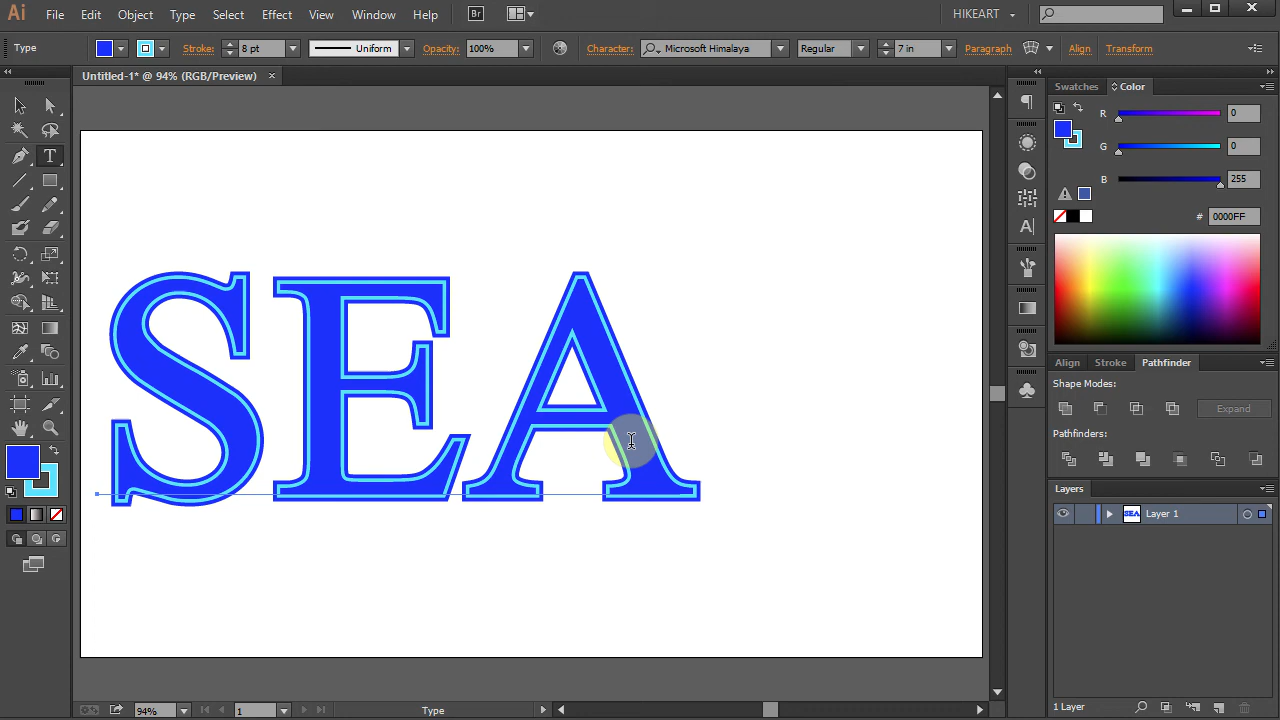 Ai File Edit Object Type Select Effect View Window Help Br HIKEART
Type Stroke: 8 pt Uniform Opacity: 100% Character: Microsoft Himalaya Regular 7 in Paragraph Align Transform
Untitled-1* @ 94% (RGB/Preview)
Swatches Color
R 0
G 0
B 255
# 0000FF
Align Stroke Pathfinder
Shape Modes:
Expand
Pathfinders:
Layers
SEA Layer 1
SEA
94% 1 Type
1 Layer